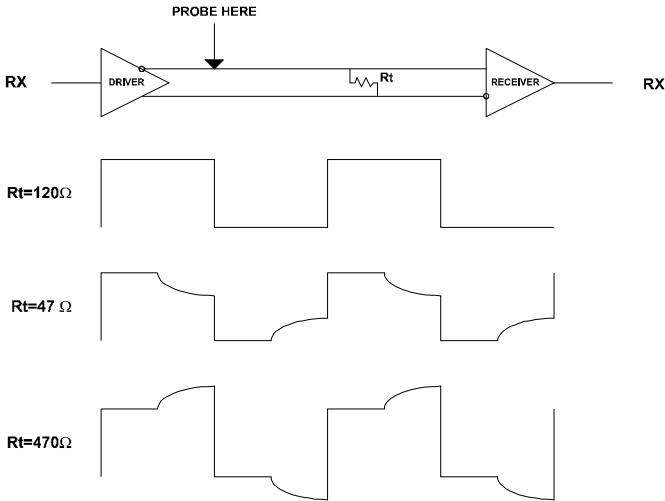 PROBE HERE
RX
DRIVER
Rt
RECEIVER
RX
Rt=120Ω
Rt=47 Ω
Rt=470Ω